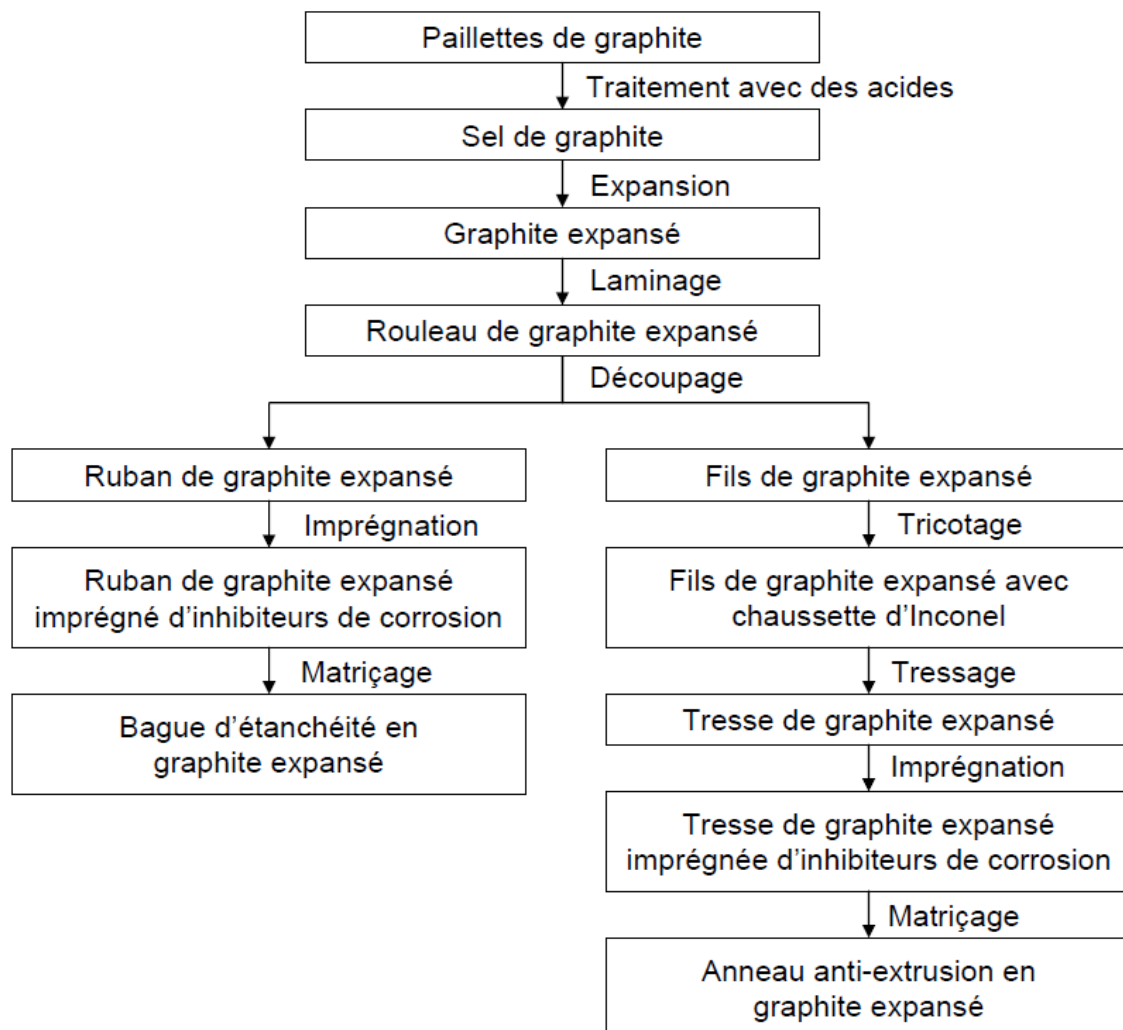 Paillettes de graphite
Traitement avec des acides
Sel de graphite
Expansion
Graphite expansé
Laminage
Rouleau de graphite expansé
Découpage
Ruban de graphite expansé
Imprégnation
Ruban de graphite expansé
imprégné d'inhibiteurs de corrosion
Matriçage
Bague d'étanchéité en
graphite expansé
Fils de graphite expansé
Tricotage
Fils de graphite expansé avec
chaussette d'Inconel
Tressage
Tresse de graphite expansé
Imprégnation
Tresse de graphite expansé
imprégnée d'inhibiteurs de corrosion
Matriçage
Anneau anti-extrusion en
graphite expansé